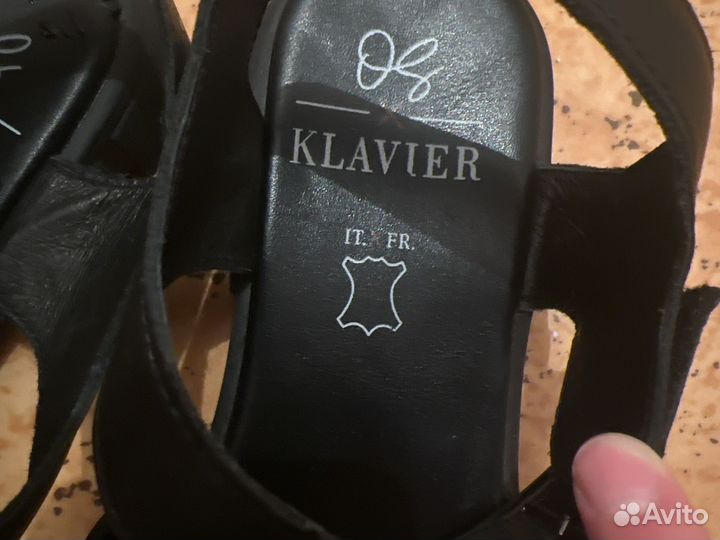 KLAVIER
IT. X FR.
Avito